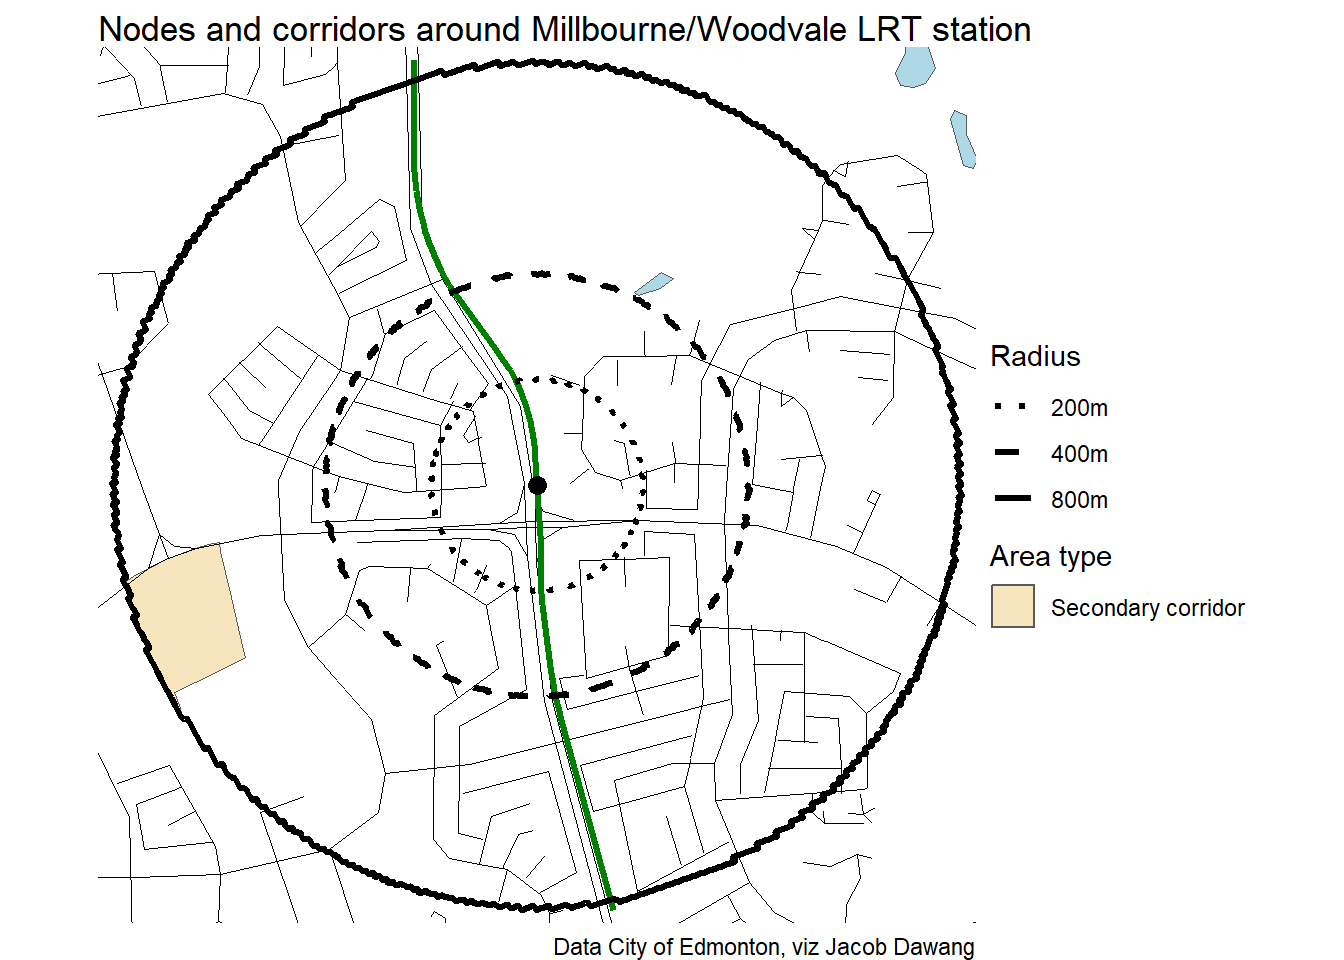 Nodes and corridors around Millbourne/Woodvale LRT station
Radius
200m
400m
800m
Area type
Secondary corridor
Data City of Edmonton, viz Jacob Dawang